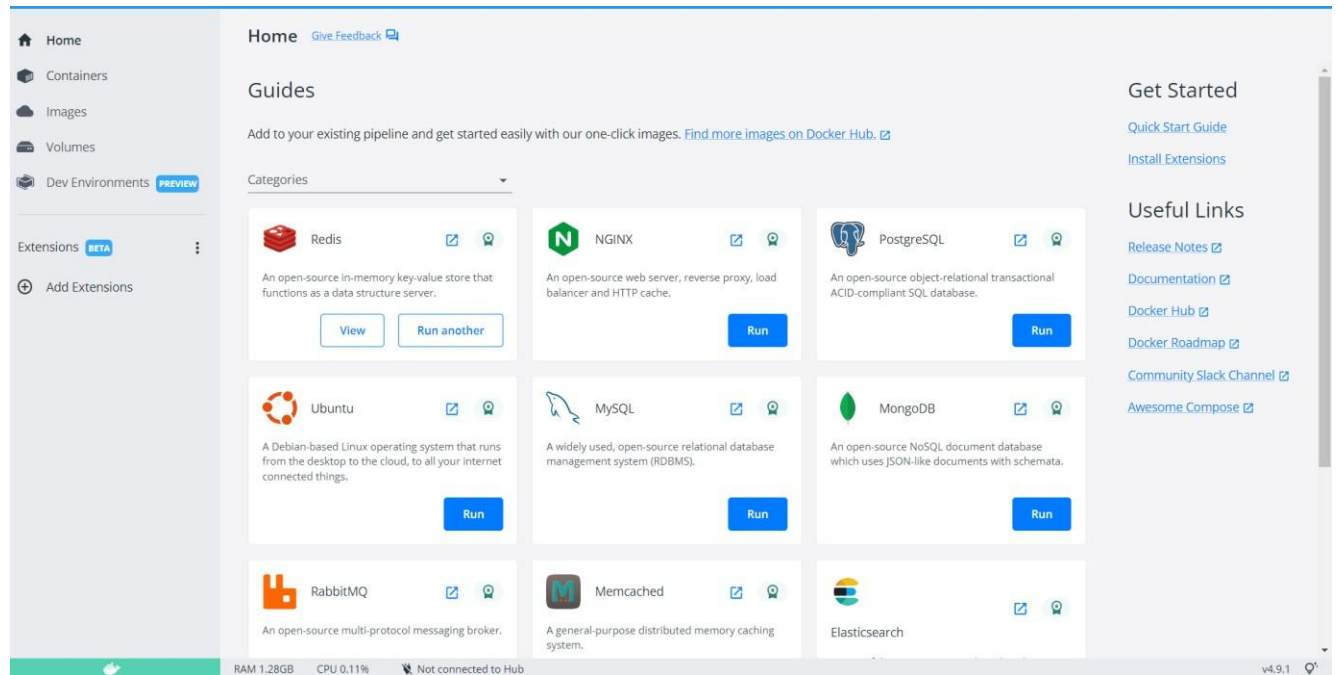 Home
Containers
Images
Volumes
Dev Environments PREVIEW
Extensions BETA
Add Extensions
Home Give Feedback
Guides
Add to your existing pipeline and get started easily with our one-click images. Find more images on Docker Hub.
Categories
Redis
An open-source in-memory key-value store that
functions as a data structure server.
View Run another
NGINX
An open-source web server, reverse proxy, load
balancer and HTTP cache.
Run
PostgreSQL
An open-source object-relational transactional
ACID-compliant SQL database.
Run
Ubuntu
A Debian-based Linux operating system that runs
from the desktop to the cloud, to all your internet
connected things.
Run
MySQL
A widely used, open-source relational database
management system (RDBMS).
Run
MongoDB
An open-source NoSQL document database
which uses JSON-like documents with schemata.
Run
RabbitMQ
An open-source multi-protocol messaging broker.
Memcached
A general-purpose distributed memory caching
system.
Elasticsearch
Get Started
Quick Start Guide
Install Extensions
Useful Links
Release Notes
Documentation
Docker Hub
Docker Roadmap
Community Slack Channel
Awesome Compose
RAM 1.28GB CPU 0.11% Not connected to Hub
v4.9.1